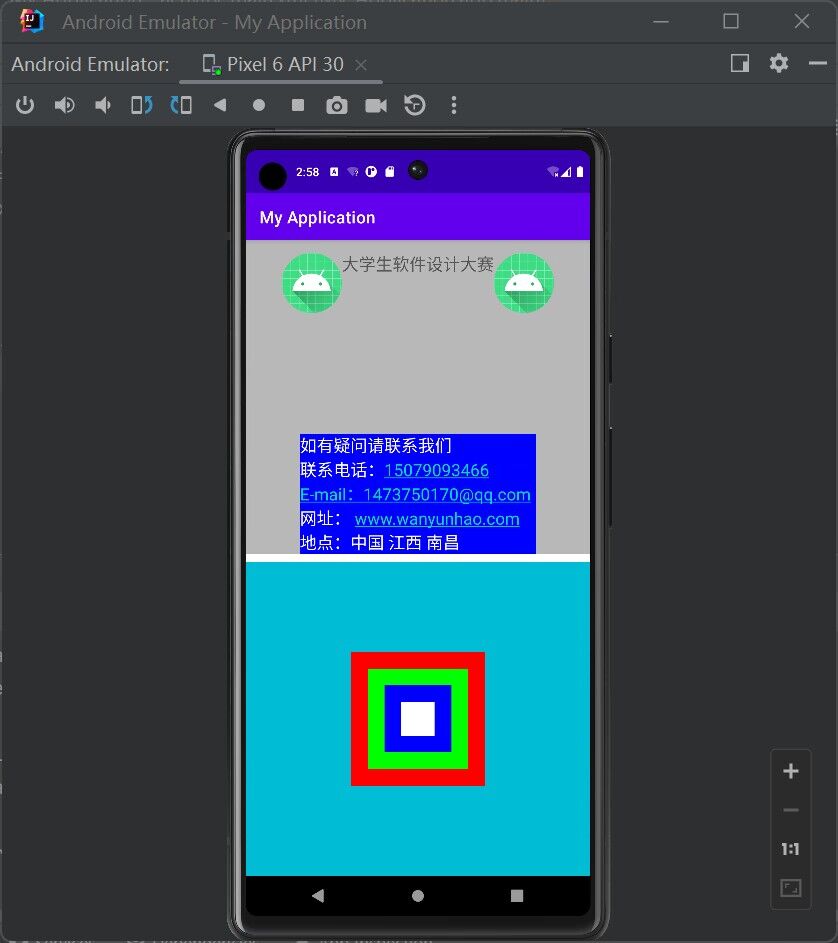 Android Emulator - My Application
Android Emulator: Pixel 6 API 30
2:58
My Application
大学生软件设计大赛
如有疑问请联系我们
联系电话：15079093466
E-mail：1473750170@qq.com
网址： www.wanyunhao.com
地点：中国 江西 南昌
1:1